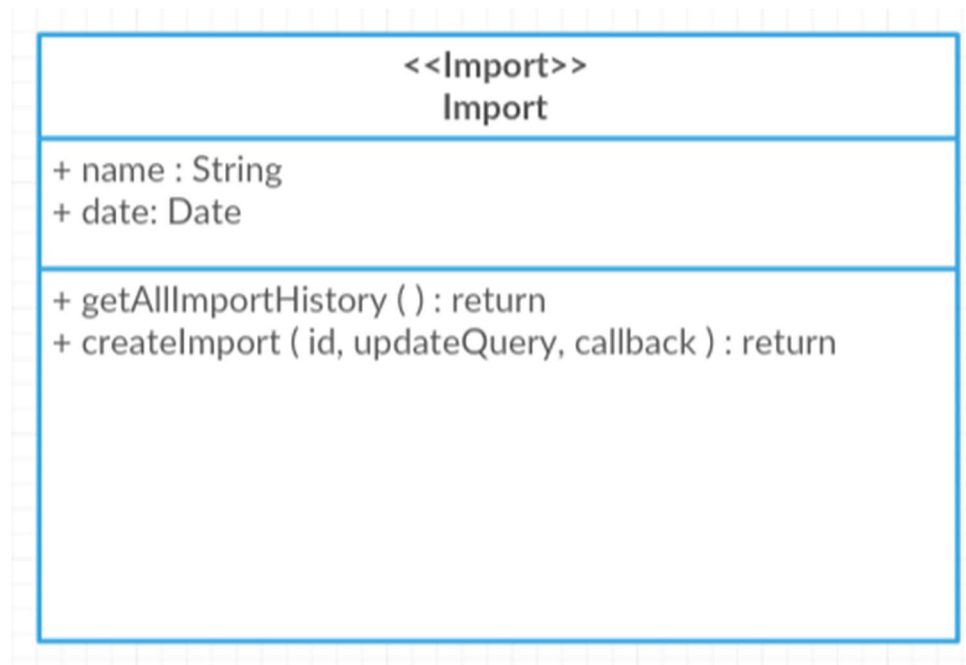 <<Import>>
Import
+ name : String
+ date: Date
+ getAllImportHistory ( ) : return
+ createImport ( id, updateQuery, callback ) : return